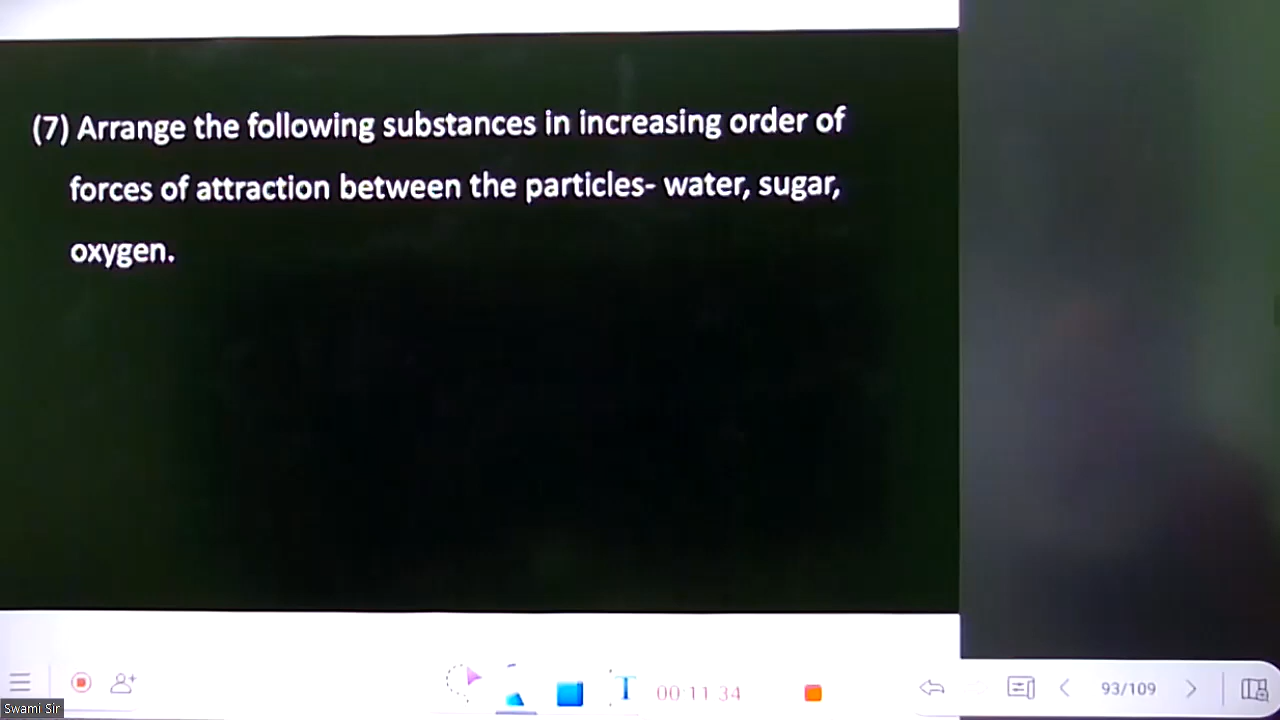 (7) Arrange the following substances in increasing order of
forces of attraction between the particles- water, sugar,
oxygen.
T
00:11:34
93/109
Swami Sir